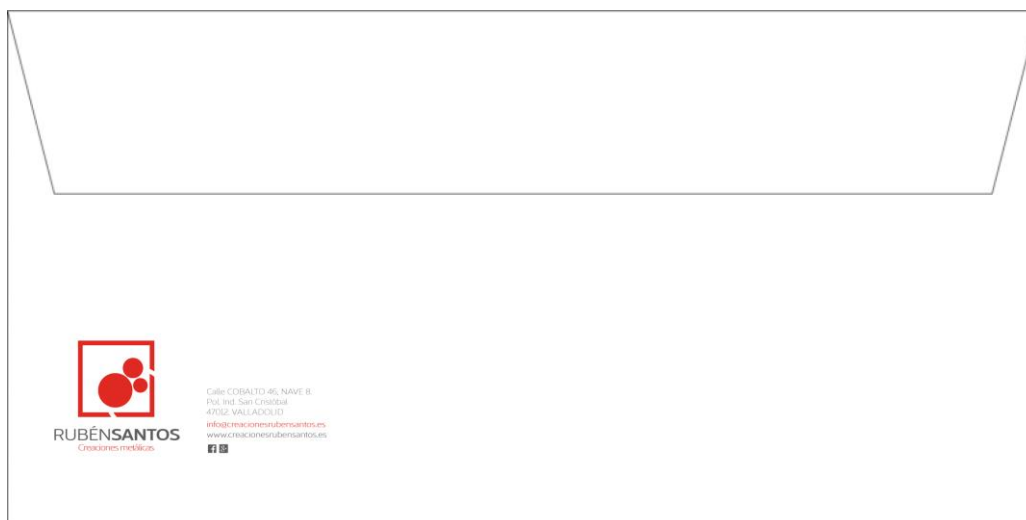 RUBÉNSANTOS
Creaciones metálicas
Calle COBALTO 46, NAVE 8.
Pol. Ind. San Cristóbal
47012 VALLADOLID
info@creacionesrubensantos.es
www.creacionesrubensantos.es